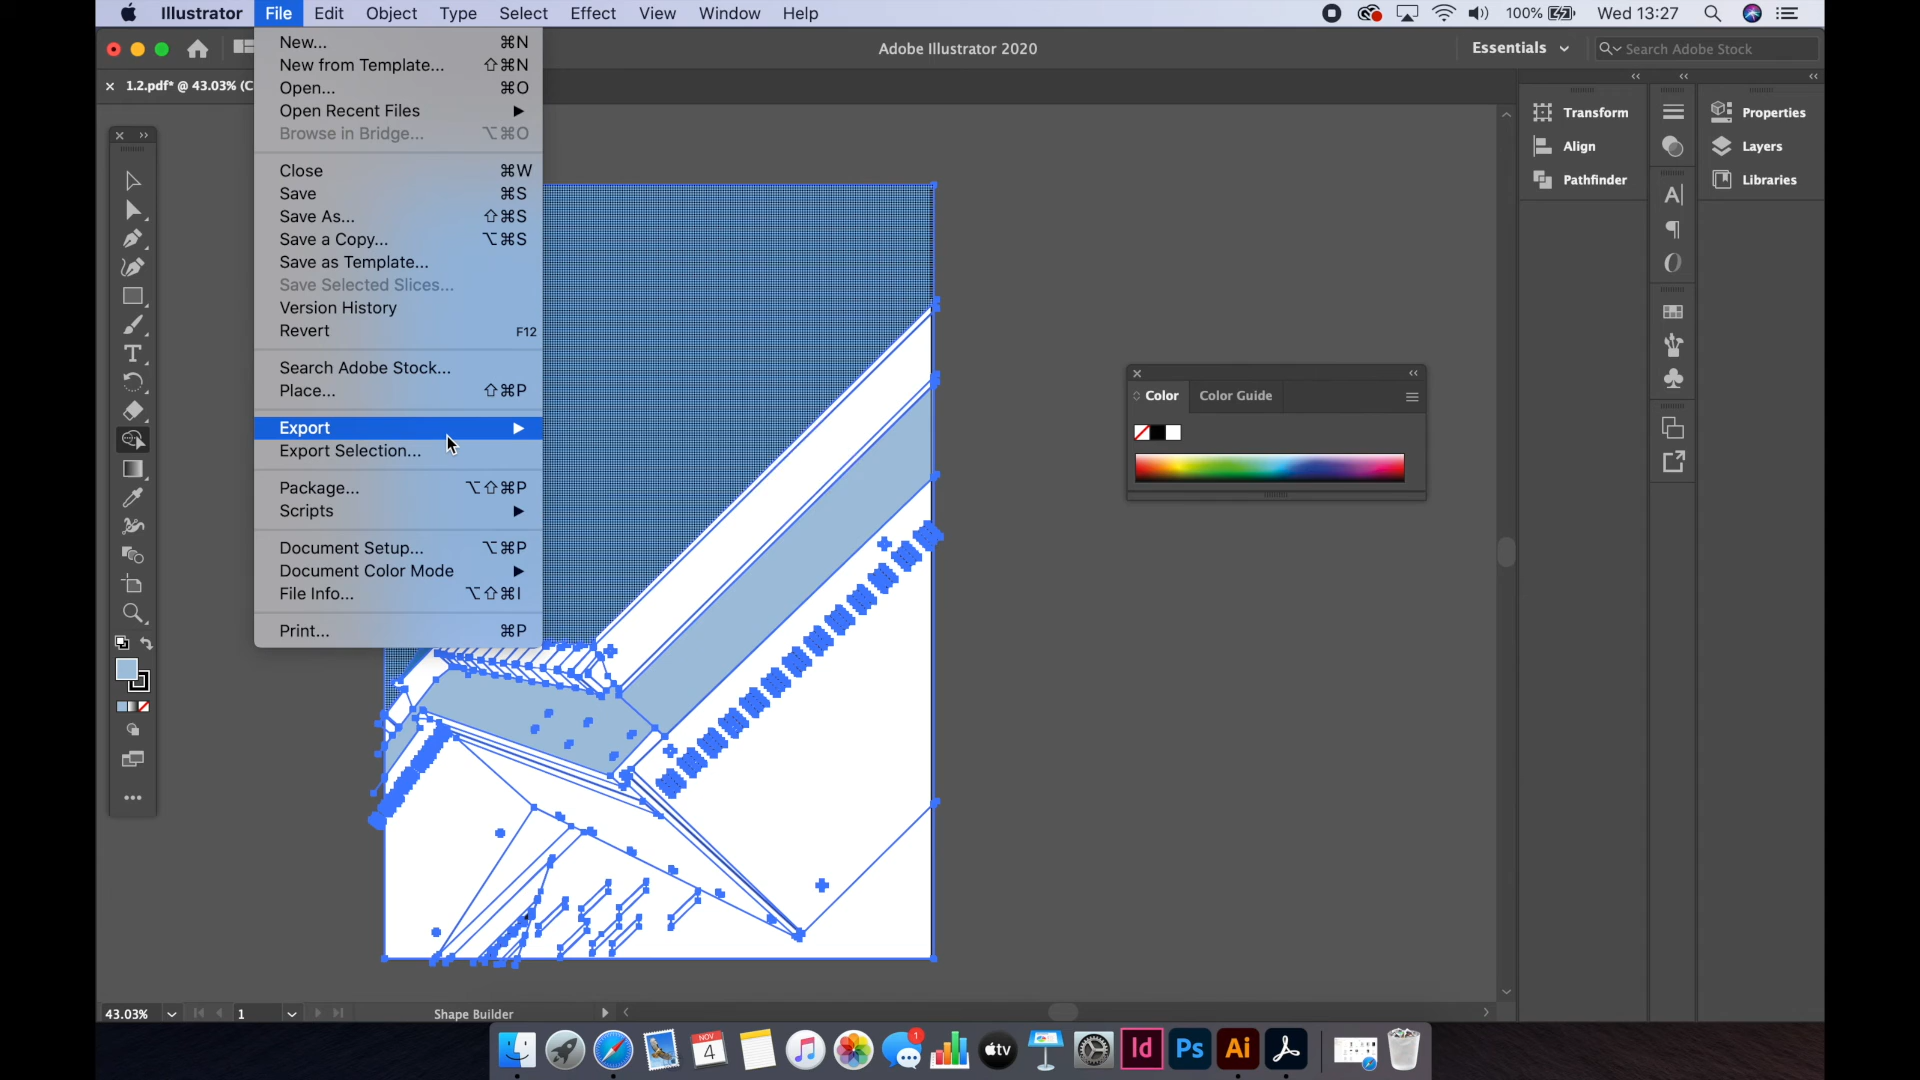 Illustrator File Edit Object Type Select Effect View Window Help 100% Wed 13:27
Adobe Illustrator 2020 Essentials Search Adobe Stock
1.2.pdf* @ 43.03% (C
New... ⌘N
New from Template... ⇧⌘N
Open... ⌘O
Open Recent Files
Browse in Bridge... ⌥⌘O
Close ⌘W
Save ⌘S
Save As... ⇧⌘S
Save a Copy... ⌥⌘S
Save as Template...
Save Selected Slices...
Version History
Revert F12
Search Adobe Stock...
Place... ⇧⌘P
Export
Export Selection...
Package... ⌥⇧⌘P
Scripts
Document Setup... ⌥⌘P
Document Color Mode
File Info... ⌥⇧⌘I
Print... ⌘P
Color Color Guide
Transform
Align
Pathfinder
Properties
Layers
Libraries
43.03% 1 Shape Builder
NOV
4
1
tv
Id
Ps
Ai